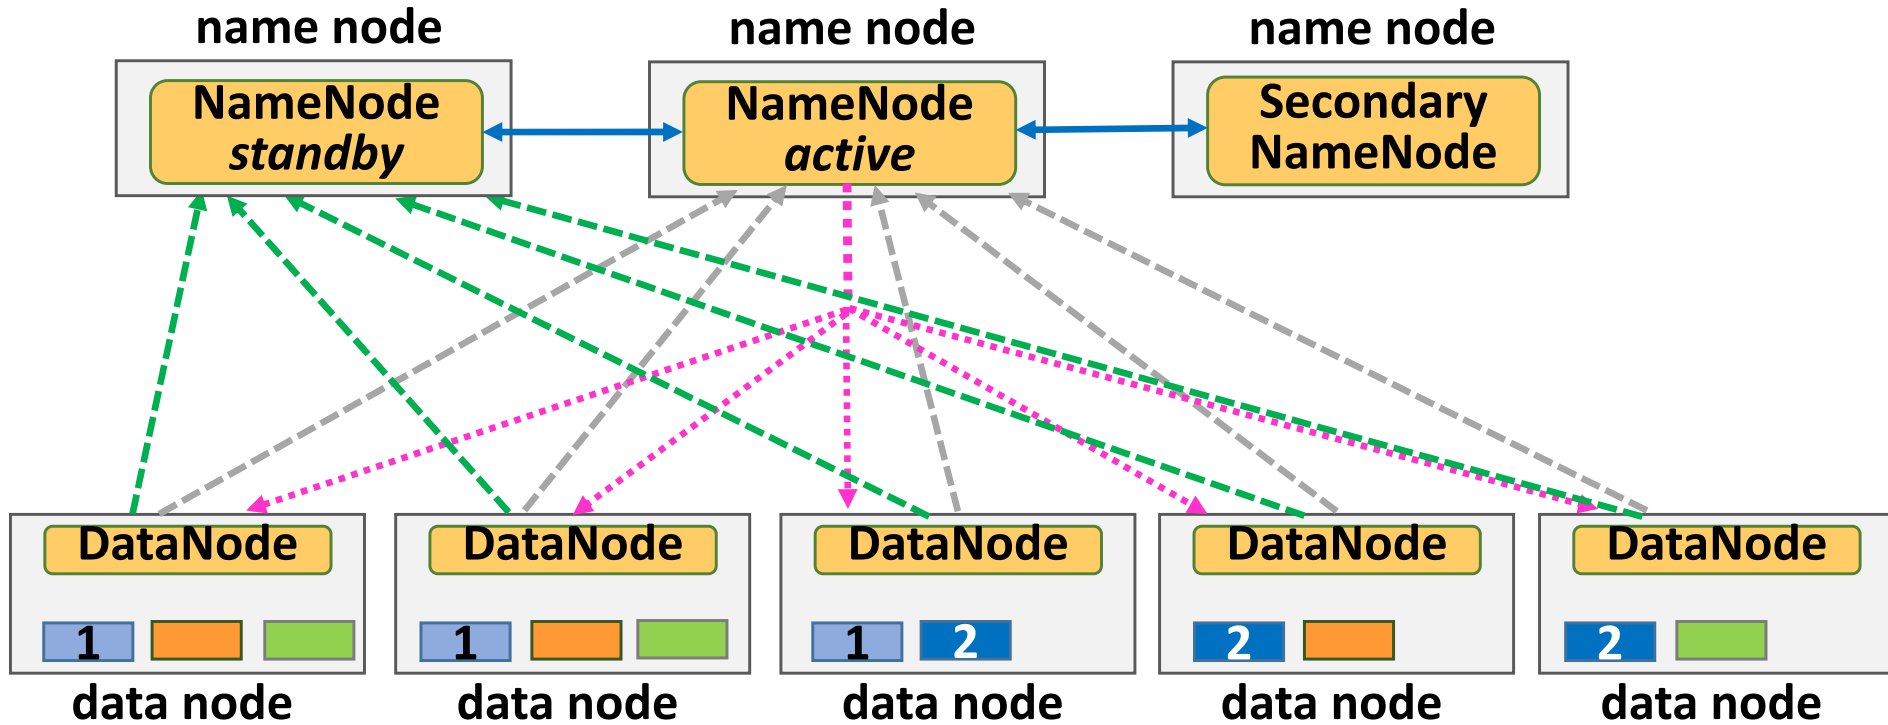 name node
name node
name node
NameNode
standby
NameNode
active
Secondary
NameNode
DataNode
DataNode
DataNode
DataNode
DataNode
1
1
1
2
2
2
data node
data node
data node
data node
data node